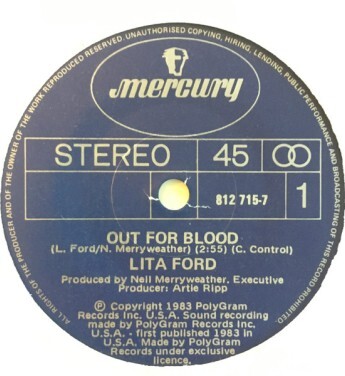 ALL RIGHTS OF THE PRODUCER AND OF THE OWNER OF THE WORK REPRODUCED RESERVED. UNAUTHORISED COPYING, HIRING, LENDING, PUBLIC PERFORMANCE AND BROADCASTING OF THIS RECORD PROHIBITED.
mercury
STEREO 45
812 715-7 1
OUT FOR BLOOD
(L. Ford/N. Merryweather) (2:55) (C. Control)
LITA FORD
Produced by Neil Merryweather. Executive
Producer: Artie Ripp
Ⓟ Copyright 1983 PolyGram
Records Inc. U.S.A. Sound recording
made by PolyGram Records Inc,
U.S.A. - first published 1983 in
U.S.A. Made by PolyGram
Records under exclusive
licence.